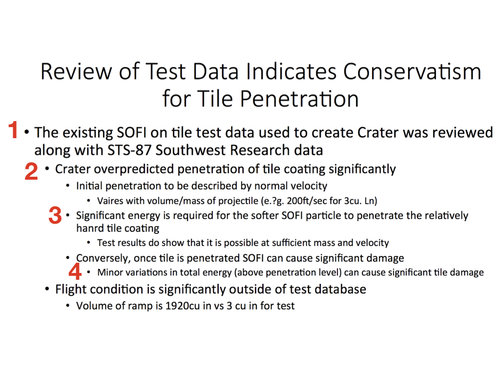 Review of Test Data Indicates Conservatism
for Tile Penetration
1 • The existing SOFI on tile test data used to create Crater was reviewed
along with STS-87 Southwest Research data
2 • Crater overpredicted penetration of tile coating significantly
• Initial penetration to be described by normal velocity
• Vaires with volume/mass of projectile (e.?g. 200ft/sec for 3cu. Ln)
3 • Significant energy is required for the softer SOFI particle to penetrate the relatively
hanrd tile coating
• Test results do show that it is possible at sufficient mass and velocity
• Conversely, once tile is penetrated SOFI can cause significant damage
4 • Minor variations in total energy (above penetration level) can cause significant tile damage
• Flight condition is significantly outside of test database
• Volume of ramp is 1920cu in vs 3 cu in for test